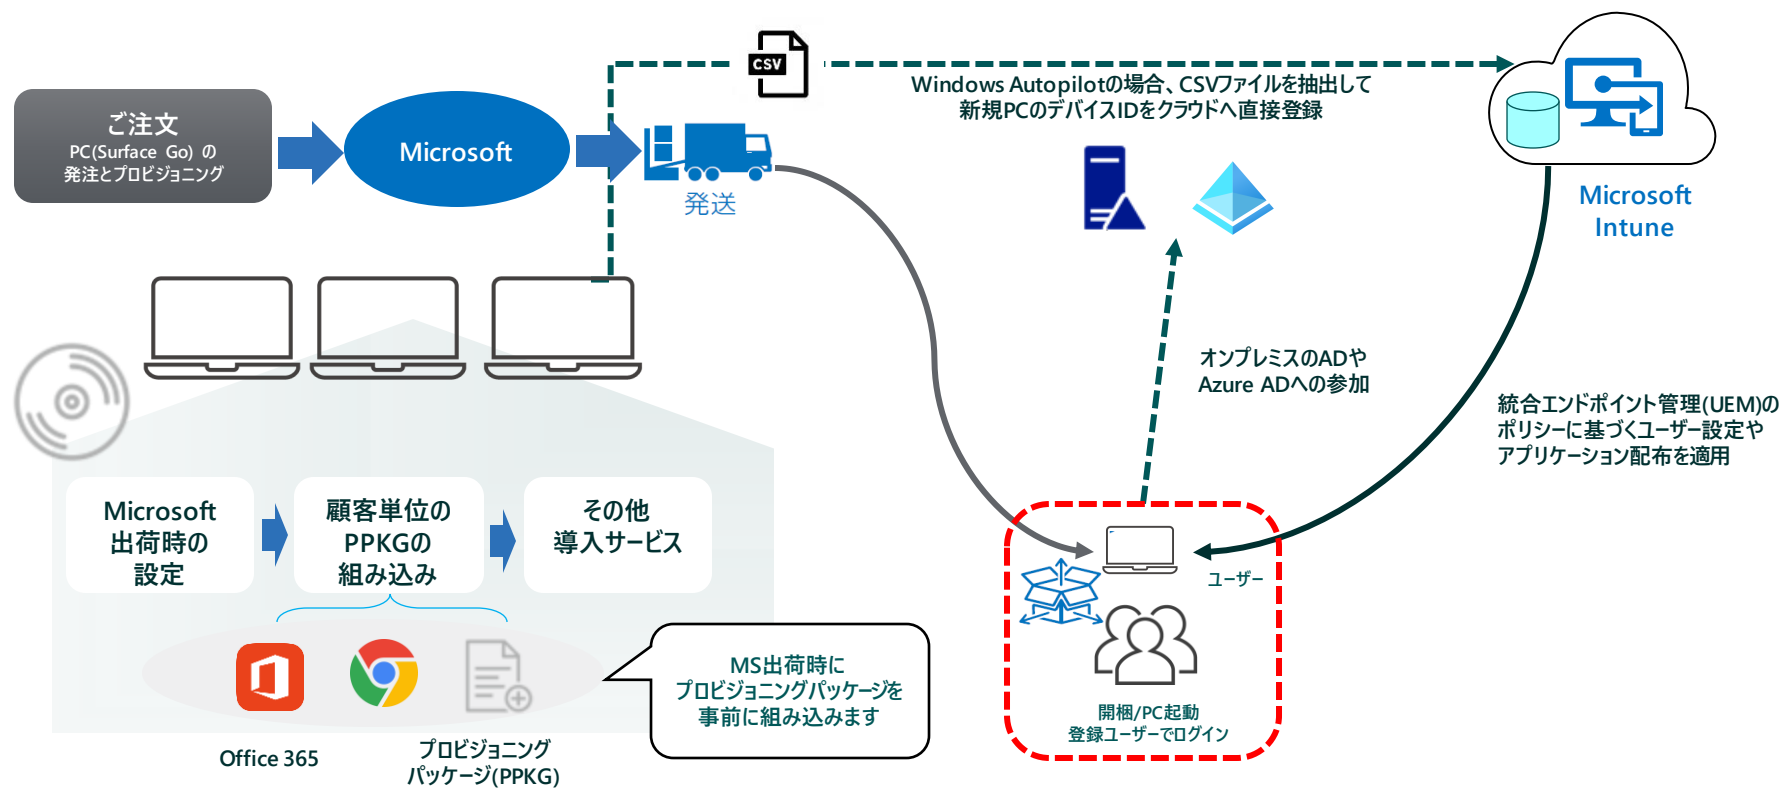 ご注文
PC(Surface Go) の
発注とプロビジョニング
Microsoft
発送
CSV
Windows Autopilotの場合、CSVファイルを抽出して
新規PCのデバイスIDをクラウドへ直接登録
Microsoft
Intune
オンプレミスのADや
Azure ADへの参加
統合エンドポイント管理(UEM)の
ポリシーに基づくユーザー設定や
アプリケーション配布を適用
Microsoft
出荷時の
設定
顧客単位の
PPKGの
組み込み
その他
導入サービス
MS出荷時に
プロビジョニングパッケージを
事前に組み込みます
Office 365
プロビジョニング
パッケージ(PPKG)
ユーザー
開梱/PC起動
登録ユーザーでログイン